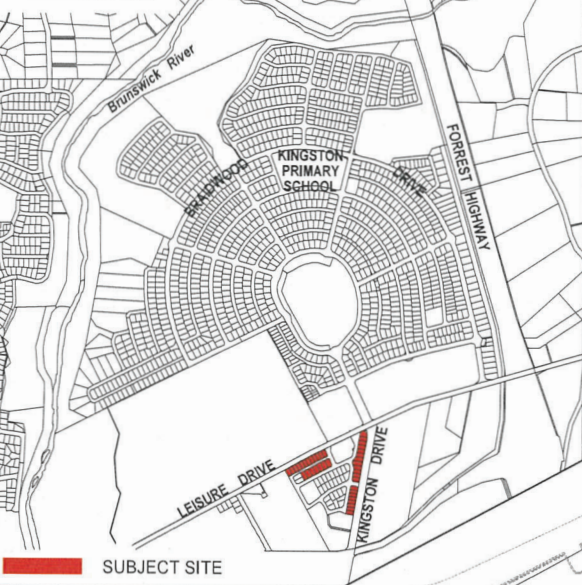 Brunswick River
FORREST HIGHWAY
BRADWOOD
KINGSTON
PRIMARY
SCHOOL
DRIVE
LEISURE DRIVE
KINGSTON DRIVE
SUBJECT SITE